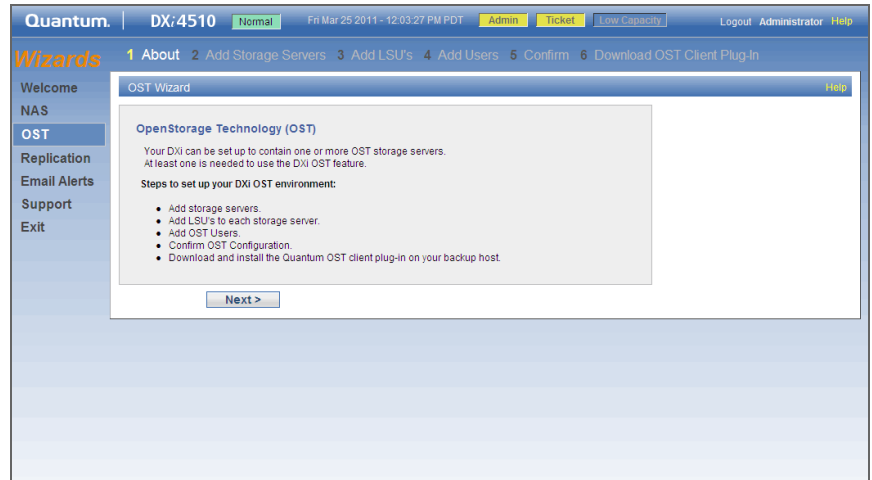 Quantum. DXi4510 Normal Fri Mar 25 2011 - 12:03:27 PM PDT Admin Ticket Low Capacity Logout Administrator Help
Wizards 1 About 2 Add Storage Servers 3 Add LSU's 4 Add Users 5 Confirm 6 Download OST Client Plug-In
Welcome
NAS
OST
Replication
Email Alerts
Support
Exit
OST Wizard Help
OpenStorage Technology (OST)
Your DXi can be set up to contain one or more OST storage servers.
At least one is needed to use the DXi OST feature.
Steps to set up your DXi OST environment:
• Add storage servers.
• Add LSU's to each storage server.
• Add OST Users.
• Confirm OST Configuration.
• Download and install the Quantum OST client plug-in on your backup host.
Next >